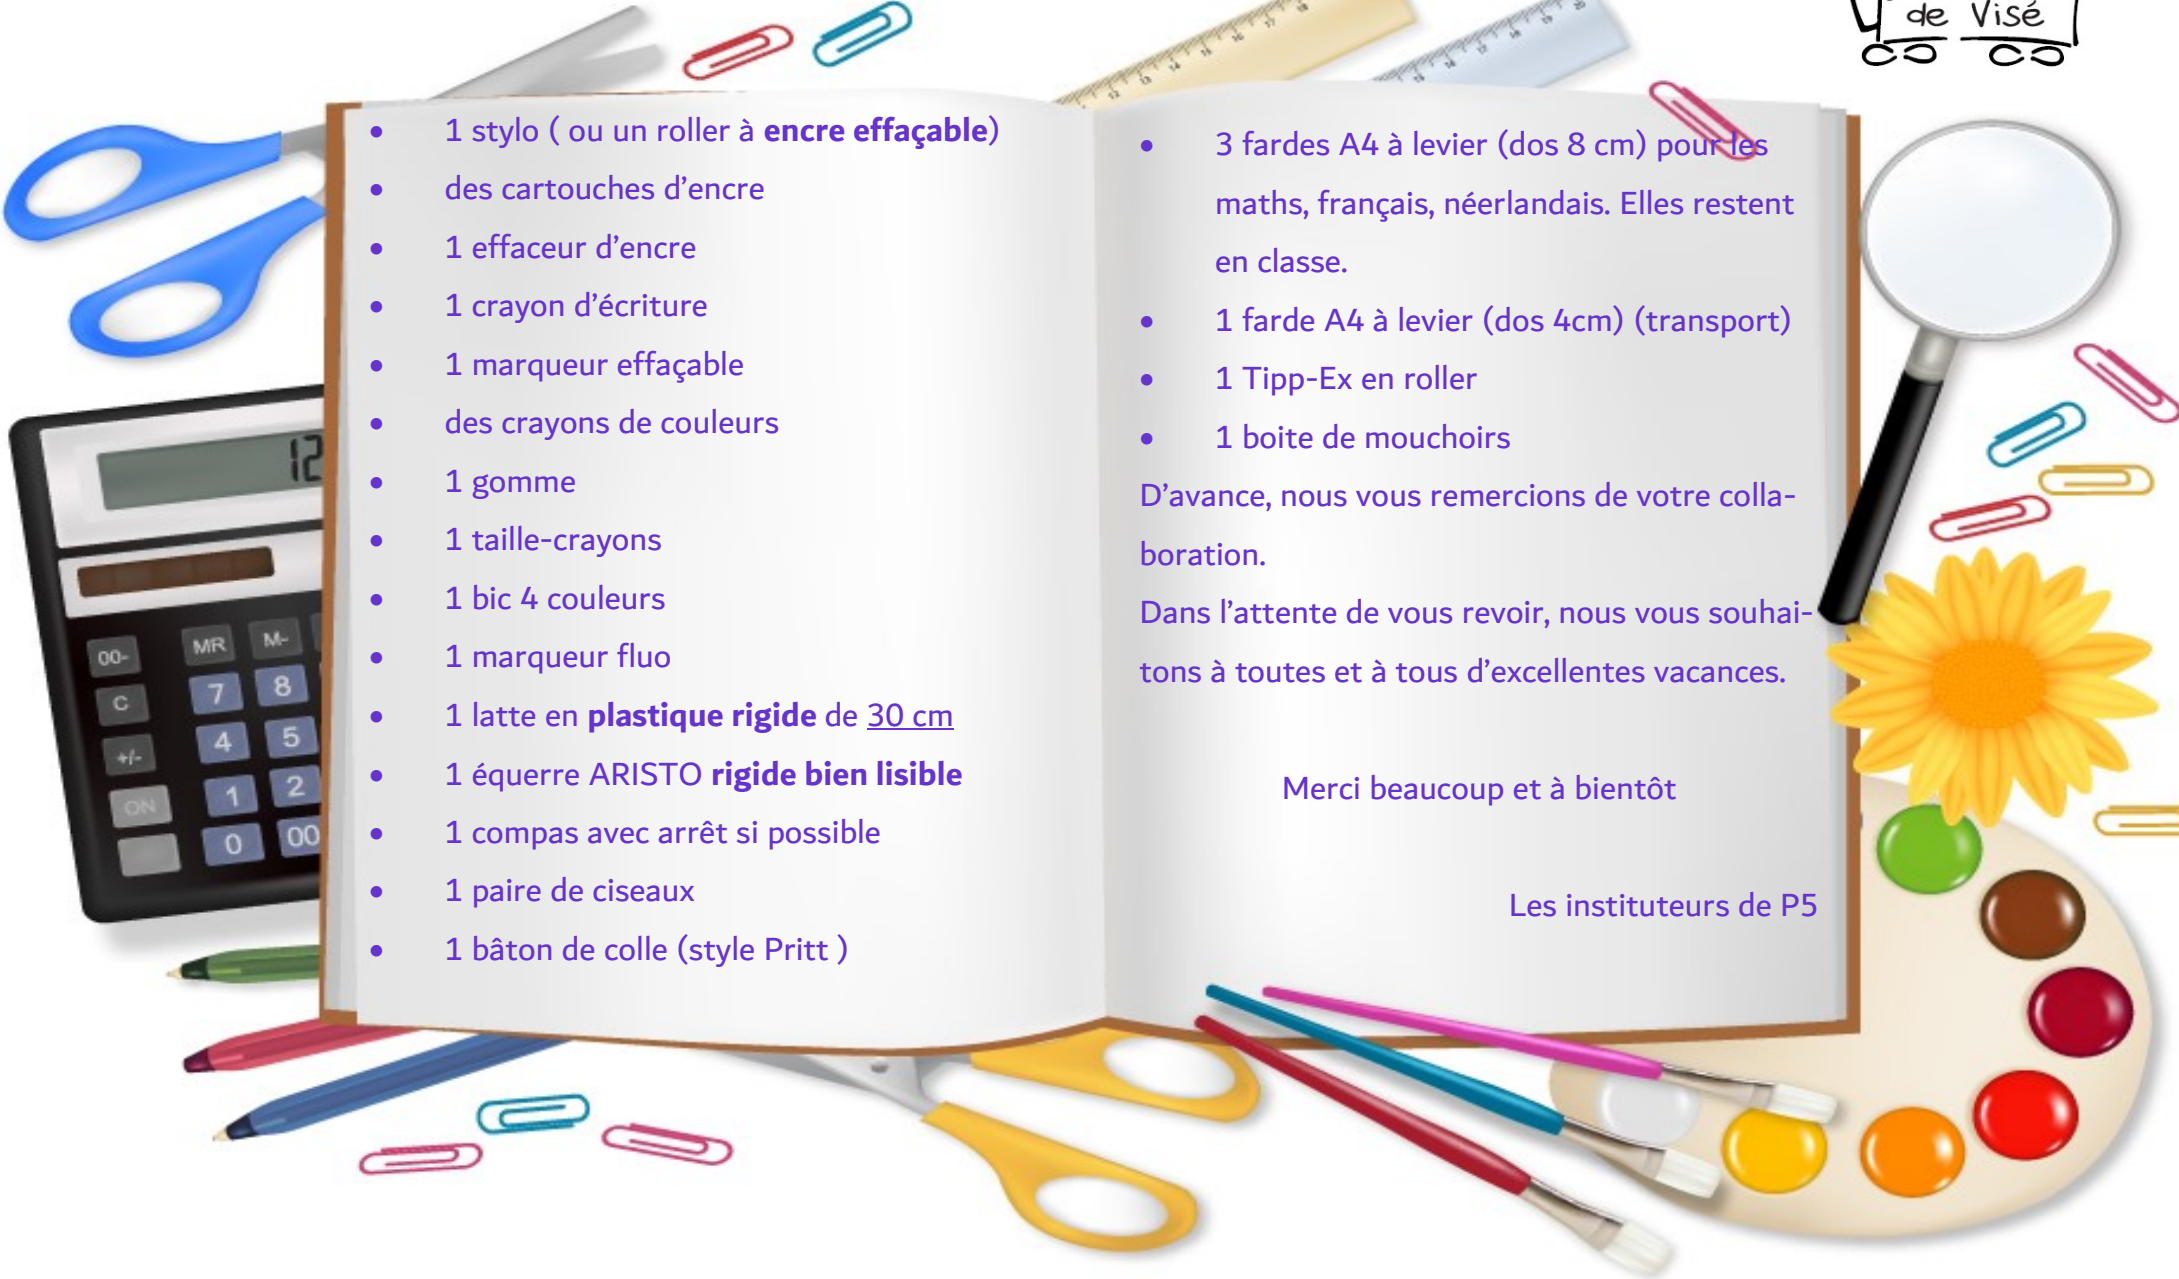 de Visé
• 1 stylo ( ou un roller à encre effaçable)
• des cartouches d'encre
• 1 effaceur d'encre
• 1 crayon d'écriture
• 1 marqueur effaçable
• des crayons de couleurs
• 1 gomme
• 1 taille-crayons
• 1 bic 4 couleurs
• 1 marqueur fluo
• 1 latte en plastique rigide de 30 cm
• 1 équerre ARISTO rigide bien lisible
• 1 compas avec arrêt si possible
• 1 paire de ciseaux
• 1 bâton de colle (style Pritt )
• 3 fardes A4 à levier (dos 8 cm) pour les
maths, français, néerlandais. Elles restent
en classe.
• 1 farde A4 à levier (dos 4cm) (transport)
• 1 Tipp-Ex en roller
• 1 boite de mouchoirs
D'avance, nous vous remercions de votre colla-
boration.
Dans l'attente de vous revoir, nous vous souhai-
tons à toutes et à tous d'excellentes vacances.
Merci beaucoup et à bientôt
Les instituteurs de P5
12
00- MR M-
C 7 8
+/- 4 5
ON 1 2
0 00